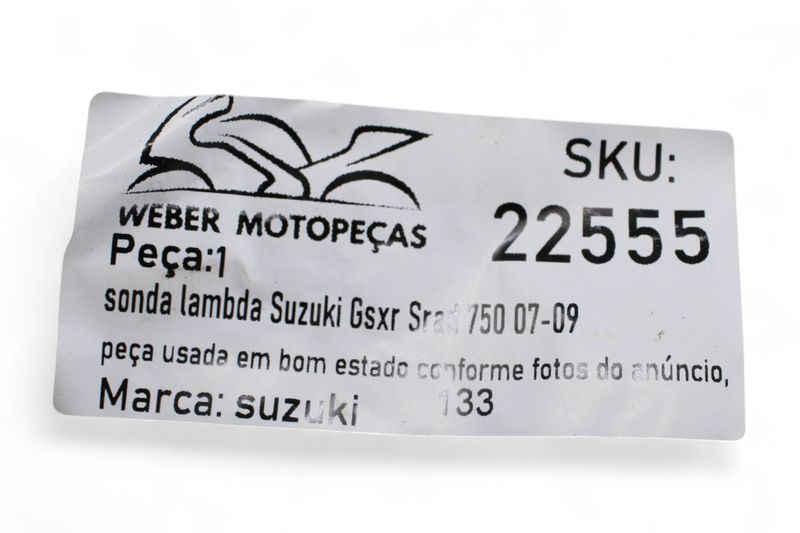 WEBER MOTOPEÇAS
SKU:
22555
Peça:1
sonda lambda Suzuki Gsxr Srad 750 07-09
peça usada em bom estado conforme fotos do anúncio,
Marca: suzuki 133